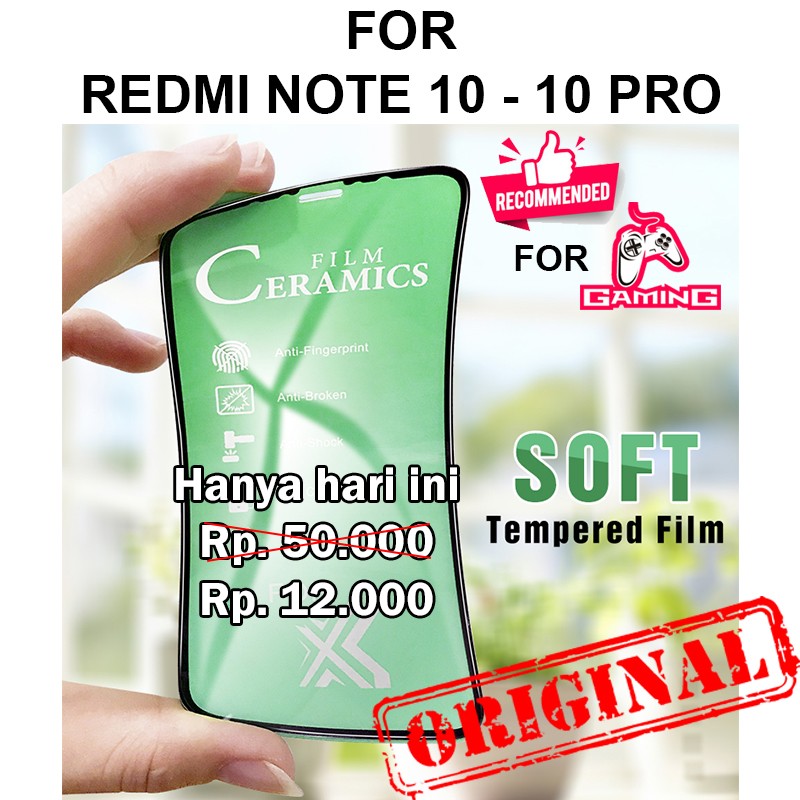 FOR
REDMI NOTE 10 - 10 PRO
RECOMMENDED
FOR
GAMING
FILM
CERAMICS
Anti-Fingerprint
Anti-Broken
Hanya hari ini
Rp. 50.000
Rp. 12.000
SOFT
Tempered Film
ORIGINAL